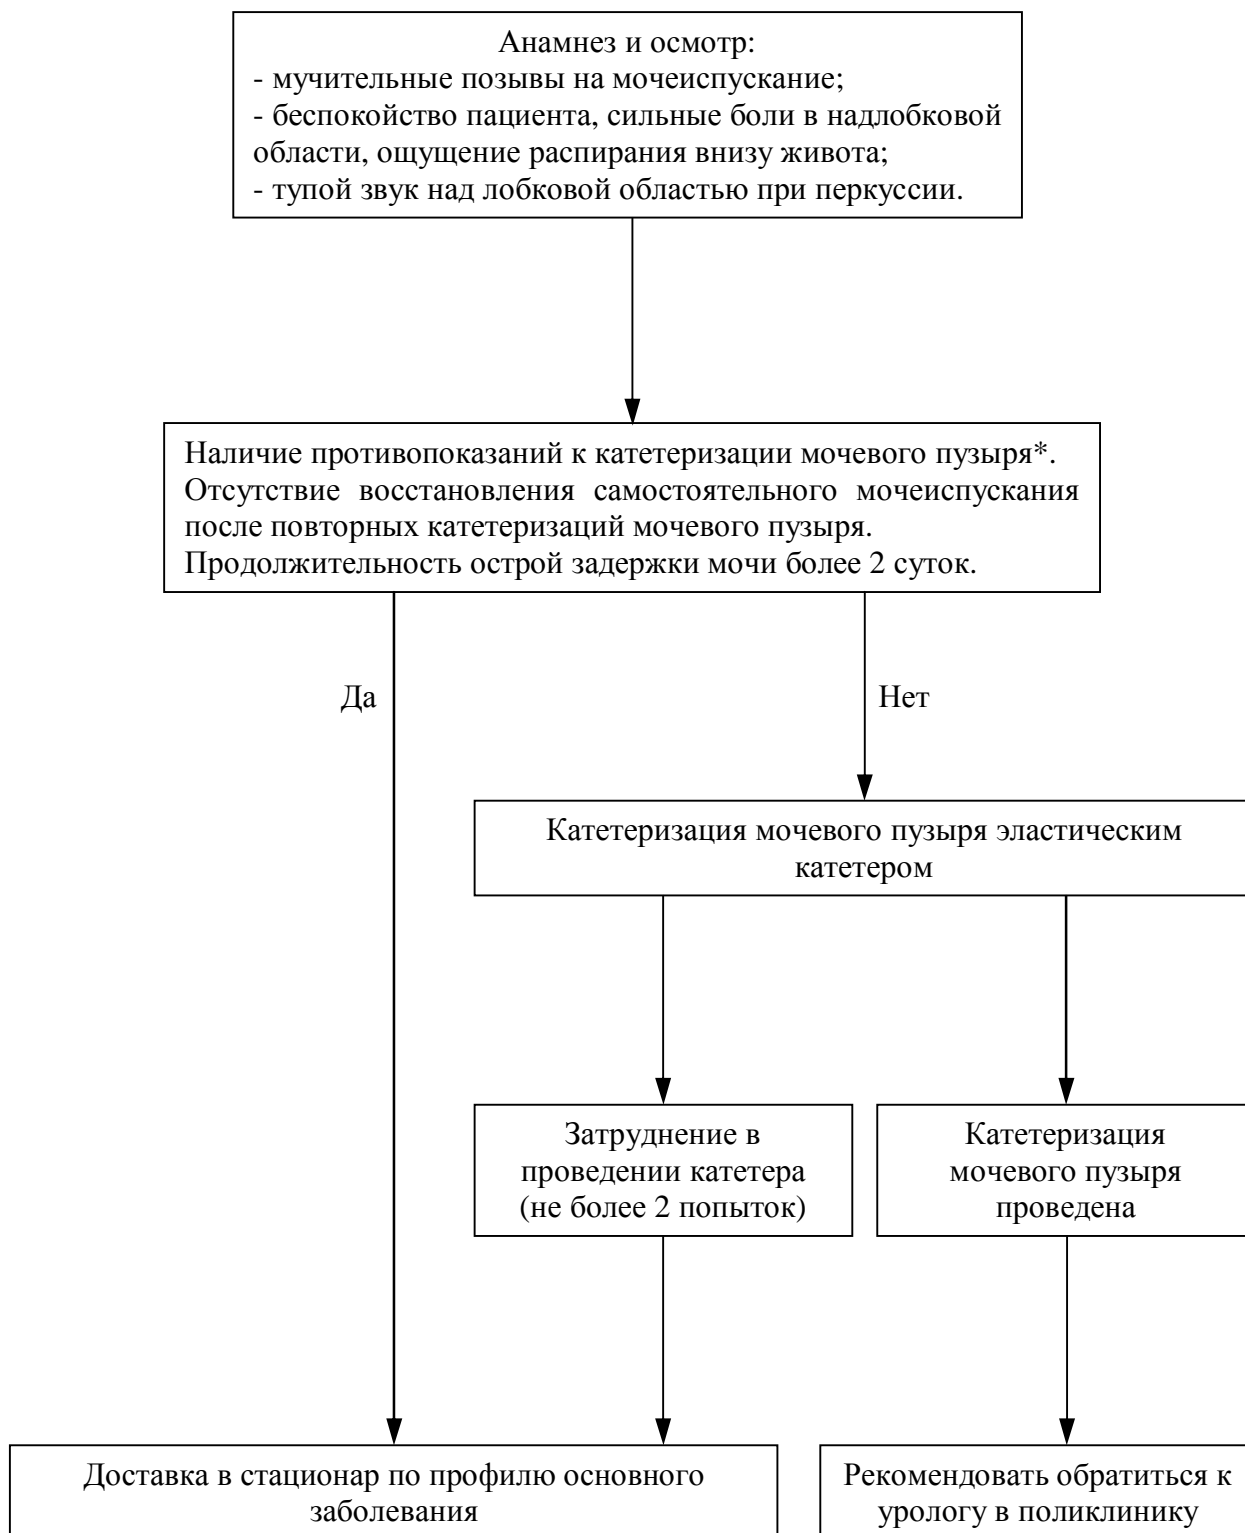 Анамнез и осмотр:
- мучительные позывы на мочеиспускание;
- беспокойство пациента, сильные боли в надлобковой
области, ощущение распирания внизу живота;
- тупой звук над лобковой областью при перкуссии.
Наличие противопоказаний к катетеризации мочевого пузыря*.
Отсутствие восстановления самостоятельного мочеиспускания
после повторных катетеризаций мочевого пузыря.
Продолжительность острой задержки мочи более 2 суток.
Да
Нет
Катетеризация мочевого пузыря эластическим
катетером
Затруднение в
проведении катетера
(не более 2 попыток)
Катетеризация
мочевого пузыря
проведена
Доставка в стационар по профилю основного
заболевания
Рекомендовать обратиться к
урологу в поликлинику